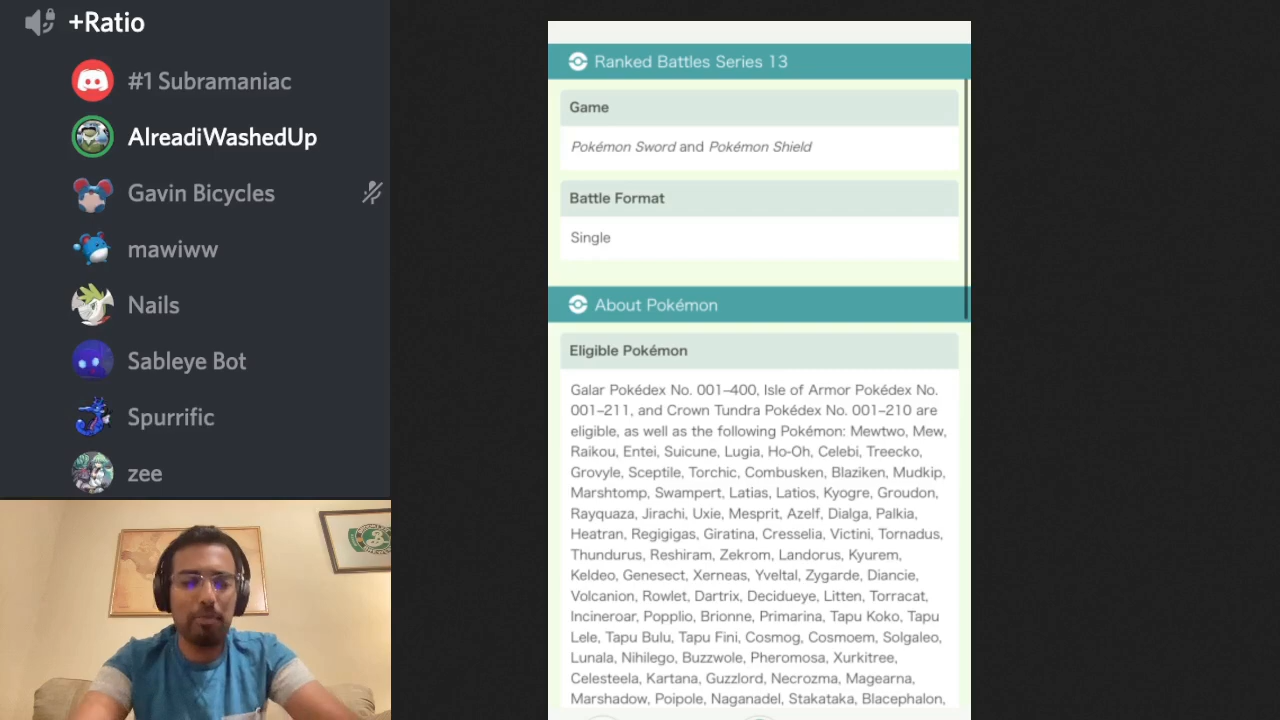 +Ratio
#1 Subramaniac
AlreadiWashedUp
Gavin Bicycles
mawiww
Nails
Sableye Bot
Spurrific
zee
Ranked Battles Series 13
Game
Pokémon Sword and Pokémon Shield
Battle Format
Single
About Pokémon
Eligible Pokémon
Galar Pokédex No. 001–400, Isle of Armor Pokédex No.
001–211, and Crown Tundra Pokédex No. 001–210 are
eligible, as well as the following Pokémon: Mewtwo, Mew,
Raikou, Entei, Suicune, Lugia, Ho-Oh, Celebi, Treecko,
Grovyle, Sceptile, Torchic, Combusken, Blaziken, Mudkip,
Marshtomp, Swampert, Latias, Latios, Kyogre, Groudon,
Rayquaza, Jirachi, Uxie, Mesprit, Azelf, Dialga, Palkia,
Heatran, Regigigas, Giratina, Cresselia, Victini, Tornadus,
Thundurus, Reshiram, Zekrom, Landorus, Kyurem,
Keldeo, Genesect, Xerneas, Yveltal, Zygarde, Diancie,
Volcanion, Rowlet, Dartrix, Decidueye, Litten, Torracat,
Incineroar, Popplio, Brionne, Primarina, Tapu Koko, Tapu
Lele, Tapu Bulu, Tapu Fini, Cosmog, Cosmoem, Solgaleo,
Lunala, Nihilego, Buzzwole, Pheromosa, Xurkitree,
Celesteela, Kartana, Guzzlord, Necrozma, Magearna,
Marshadow, Poipole, Naganadel, Stakataka, Blacephalon,